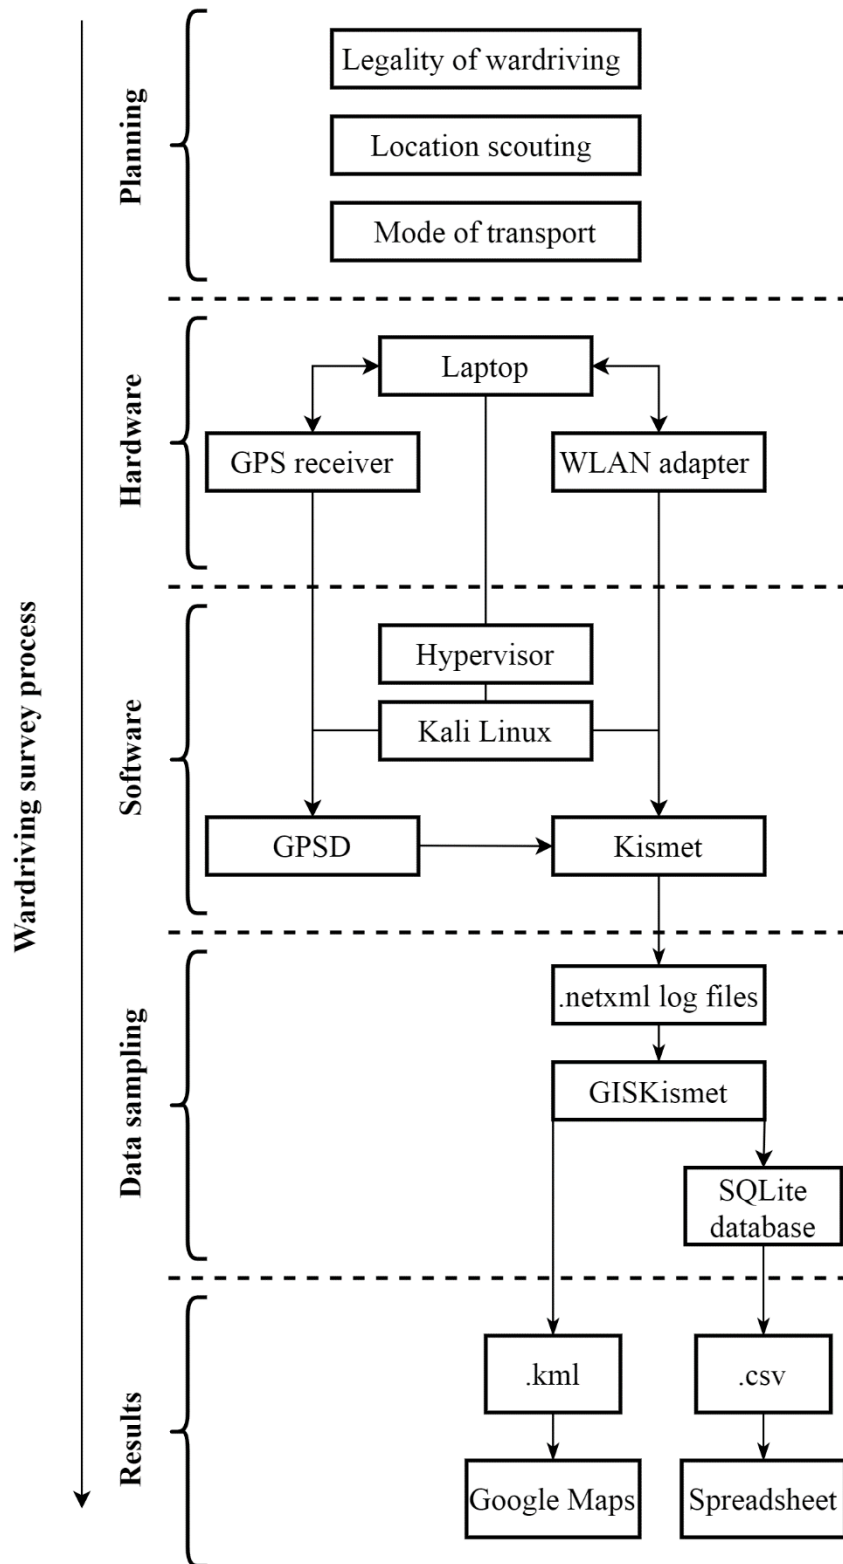 Wardriving survey process
Planning
Legality of wardriving
Location scouting
Mode of transport
Hardware
Laptop
GPS receiver
WLAN adapter
Software
Hypervisor
Kali Linux
GPSD
Kismet
Data sampling
.netxml log files
GISKismet
SQLite
database
Results
.kml
.csv
Google Maps
Spreadsheet